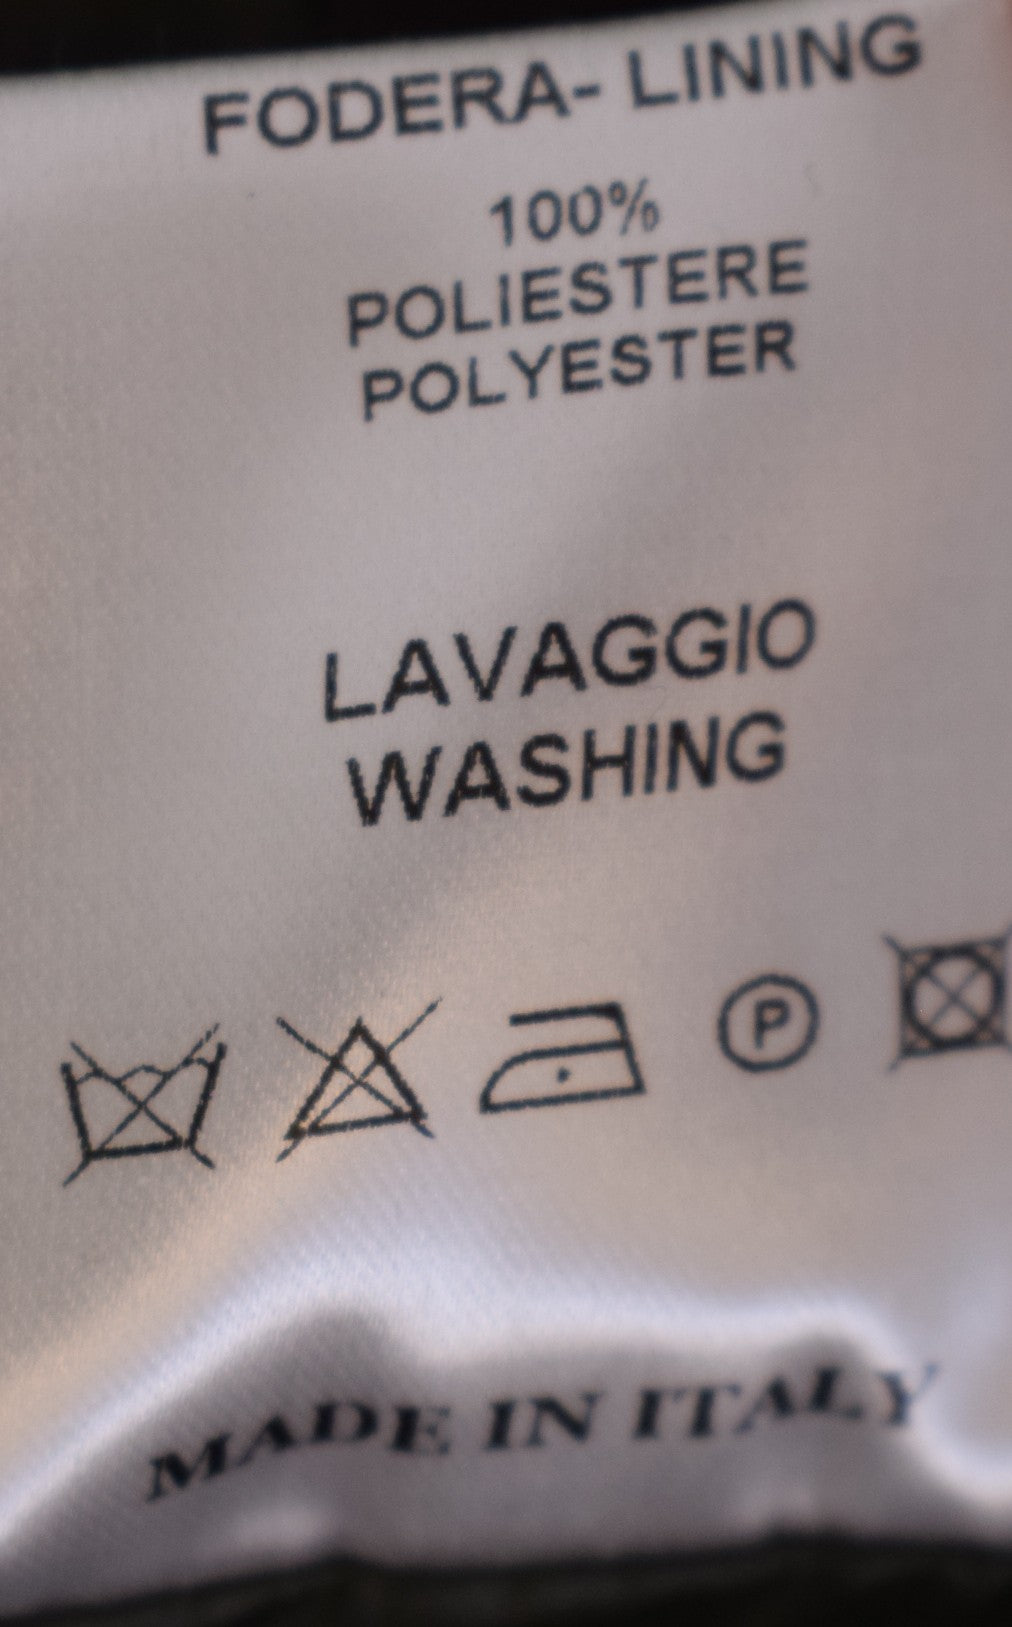 FODERA- LINING
100%
POLIESTERE
POLYESTER
LAVAGGIO
WASHING
P
MADE IN ITALY